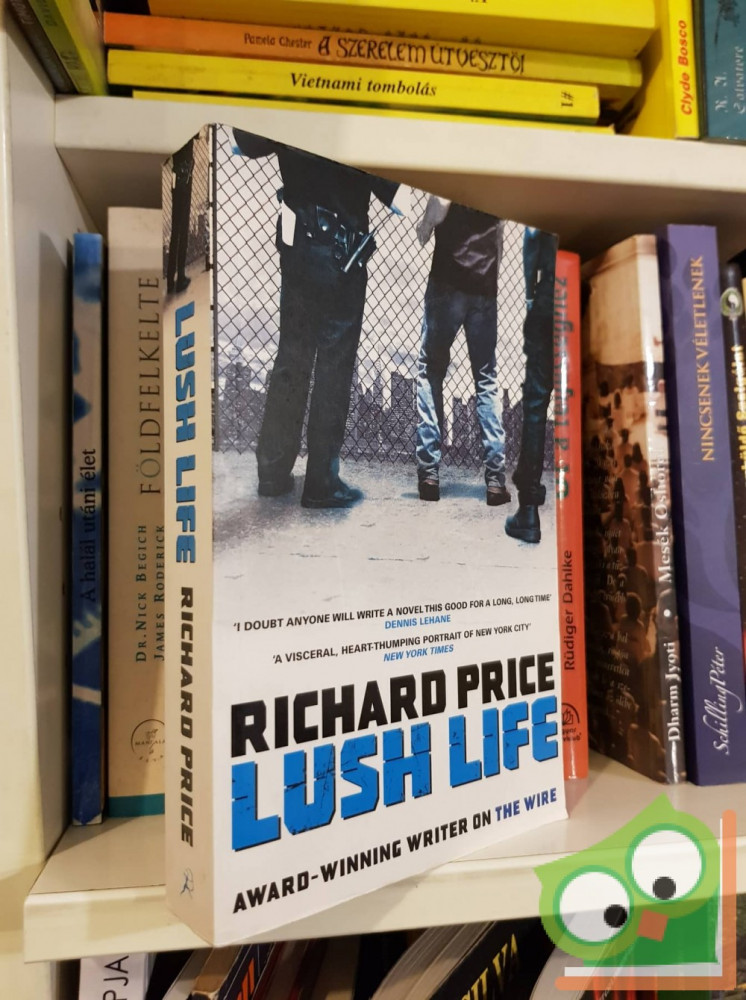 #1
Pamela Chester A SZERELEM ÚTVESZTŐI
Vietnami tombolás #1
Clyde Bosco
A halál utáni élet
DR. NICK BEGICH
JAMES RODERICK
FÖLDFELKELTE
LUSH LIFE RICHARD PRICE
'I DOUBT ANYONE WILL WRITE A NOVEL THIS GOOD FOR A LONG, LONG TIME'
DENNIS LEHANE
'A VISCERAL, HEART-THUMPING PORTRAIT OF NEW YORK CITY'
NEW YORK TIMES
RICHARD PRICE
LUSH LIFE
AWARD-WINNING WRITER ON THE WIRE
Rüdiger Dahlke
Dharm Jyoti
Schilling Péter
NINCSENEK VÉLETLENEK